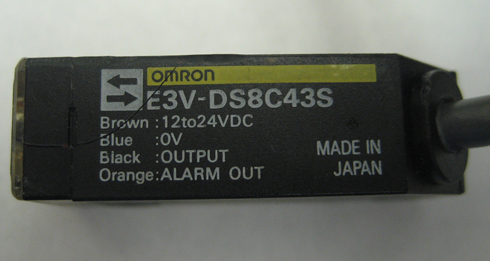 OMRON
E3V-DS8C43S
Brown :12to24VDC
Blue :0V
Black :OUTPUT
Orange:ALARM OUT
MADE IN
JAPAN